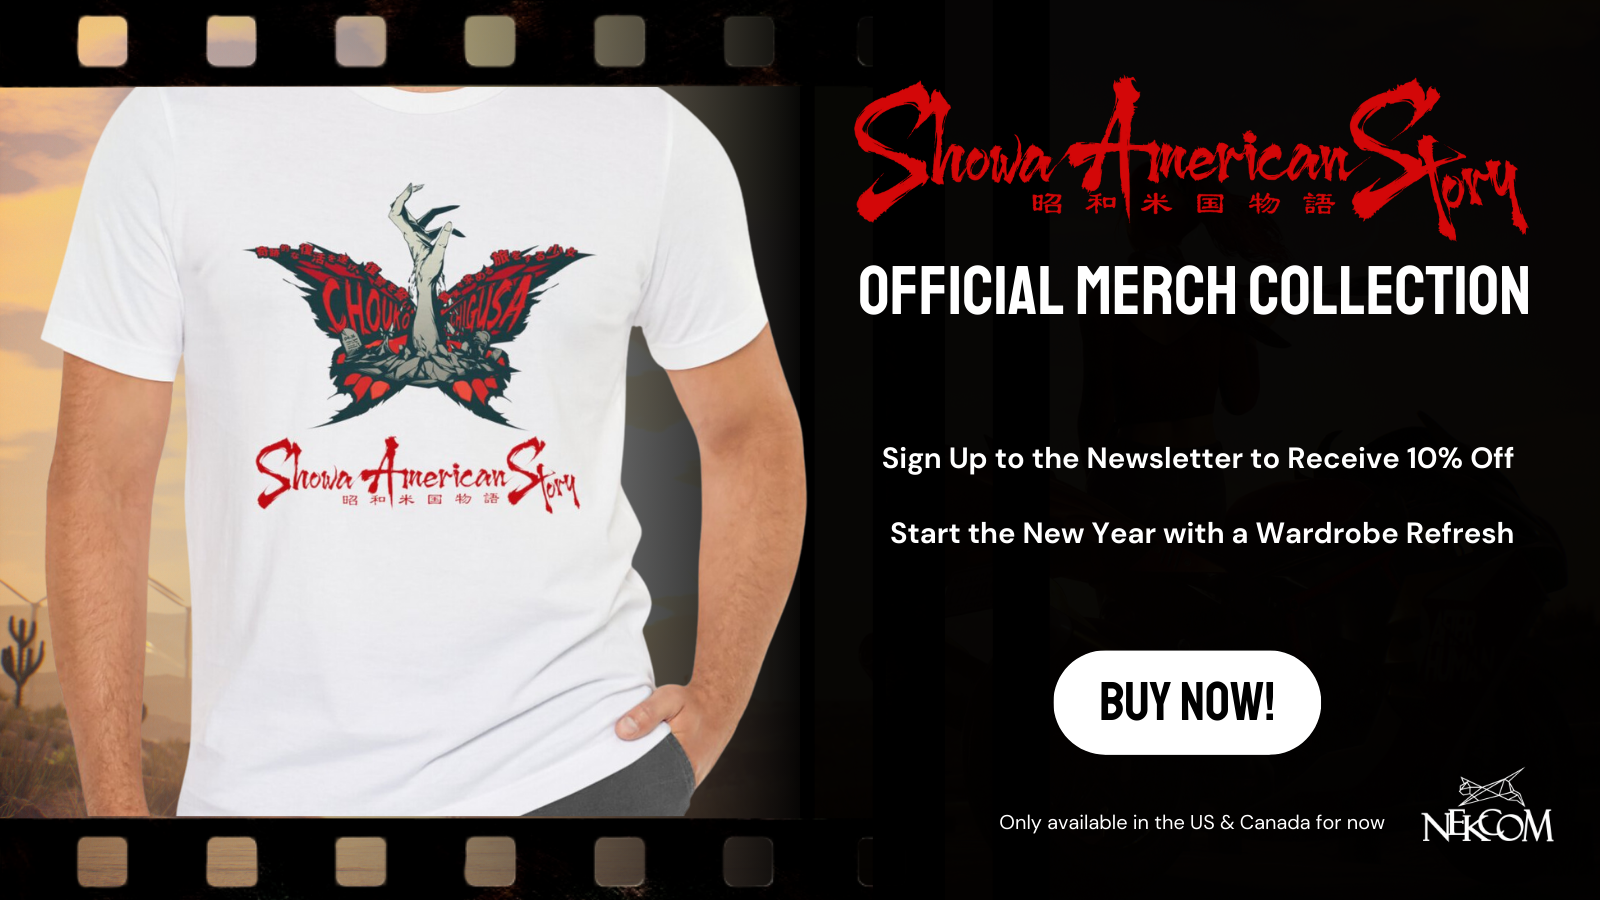 Showa American Story
昭和米国物語
OFFICIAL MERCH COLLECTION
Sign Up to the Newsletter to Receive 10% Off
Start the New Year with a Wardrobe Refresh
BUY NOW!
Only available in the US & Canada for now
NEKCOM
CHOUKO CHIGUSA
Showa American Story
昭和米国物語